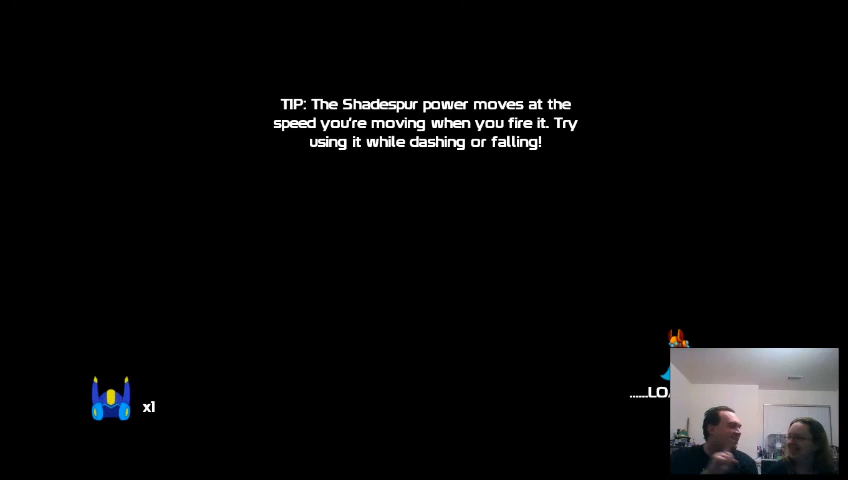 TIP: The Shadespur power moves at the
speed you're moving when you fire it. Try
using it while dashing or falling!
x1
......LO